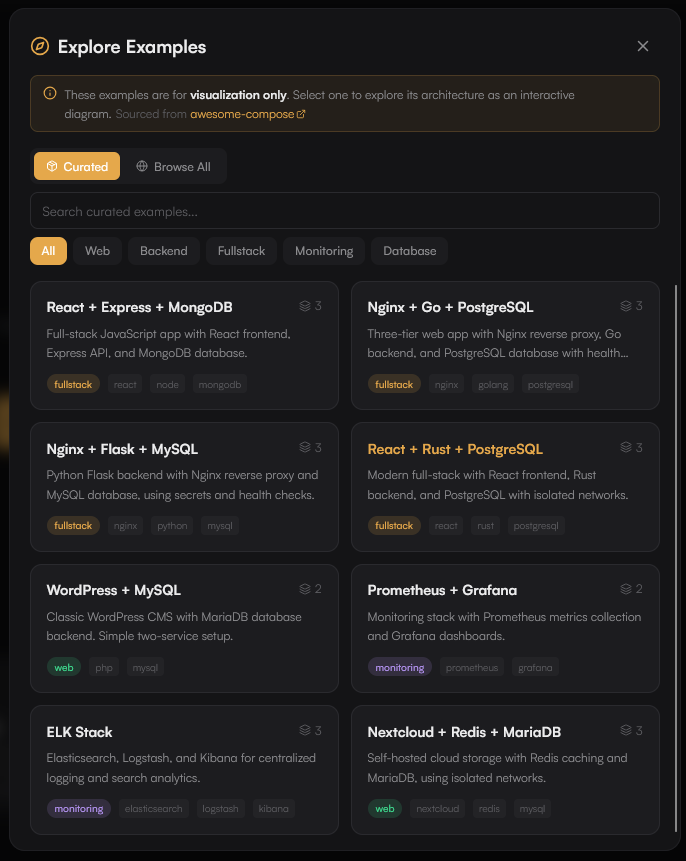 Explore Examples
These examples are for visualization only. Select one to explore its architecture as an interactive
diagram. Sourced from awesome-compose
Curated
Browse All
Search curated examples...
All
Web
Backend
Fullstack
Monitoring
Database
React + Express + MongoDB
3
Full-stack JavaScript app with React frontend,
Express API, and MongoDB database.
fullstack
react
node
mongodb
Nginx + Go + PostgreSQL
3
Three-tier web app with Nginx reverse proxy, Go
backend, and PostgreSQL database with health...
fullstack
nginx
golang
postgresql
Nginx + Flask + MySQL
3
Python Flask backend with Nginx reverse proxy and
MySQL database, using secrets and health checks.
fullstack
nginx
python
mysql
React + Rust + PostgreSQL
3
Modern full-stack with React frontend, Rust
backend, and PostgreSQL with isolated networks.
fullstack
react
rust
postgresql
WordPress + MySQL
2
Classic WordPress CMS with MariaDB database
backend. Simple two-service setup.
web
php
mysql
Prometheus + Grafana
2
Monitoring stack with Prometheus metrics collection
and Grafana dashboards.
monitoring
prometheus
grafana
ELK Stack
3
Elasticsearch, Logstash, and Kibana for centralized
logging and search analytics.
monitoring
elasticsearch
logstash
kibana
Nextcloud + Redis + MariaDB
3
Self-hosted cloud storage with Redis caching and
MariaDB, using isolated networks.
web
nextcloud
redis
mysql